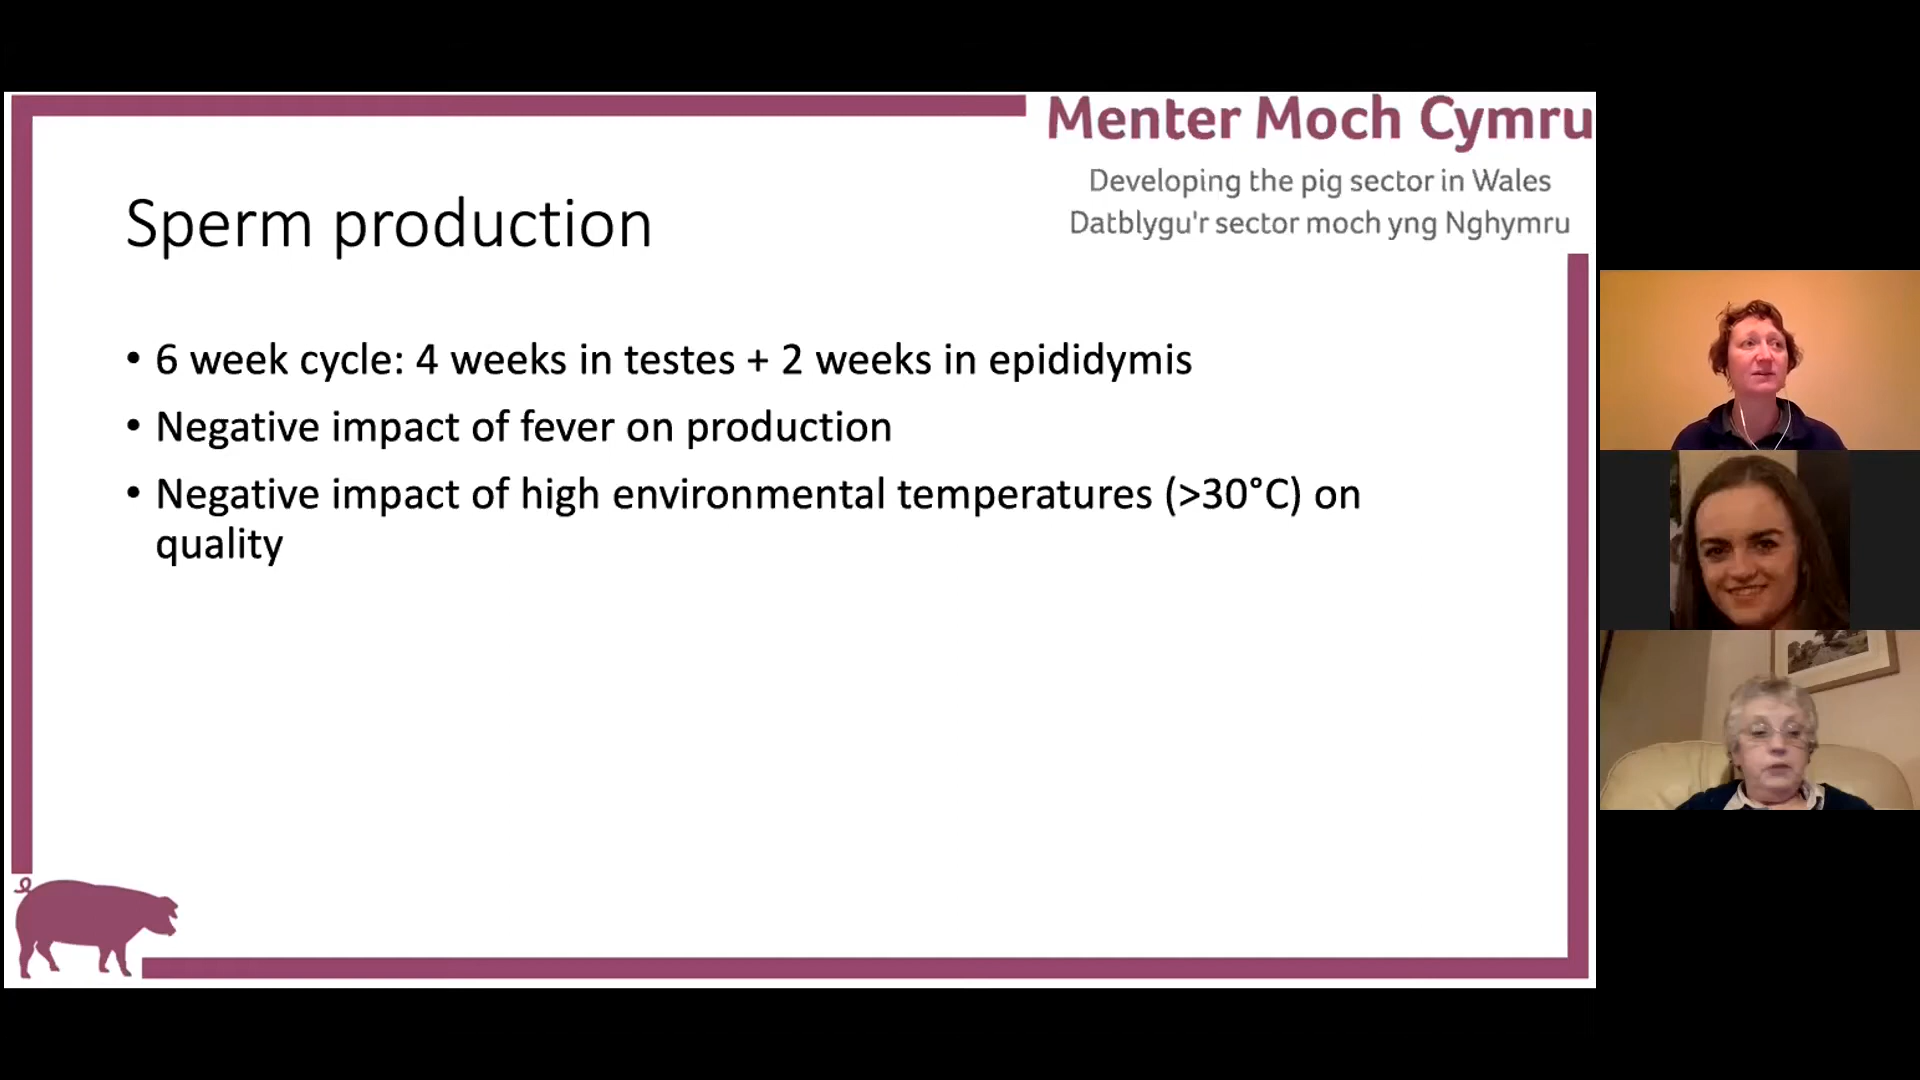 Menter Moch Cymru
Developing the pig sector in Wales
Datblygu'r sector moch yng Nghymru
Sperm production
• 6 week cycle: 4 weeks in testes + 2 weeks in epididymis
• Negative impact of fever on production
• Negative impact of high environmental temperatures (>30°C) on
quality